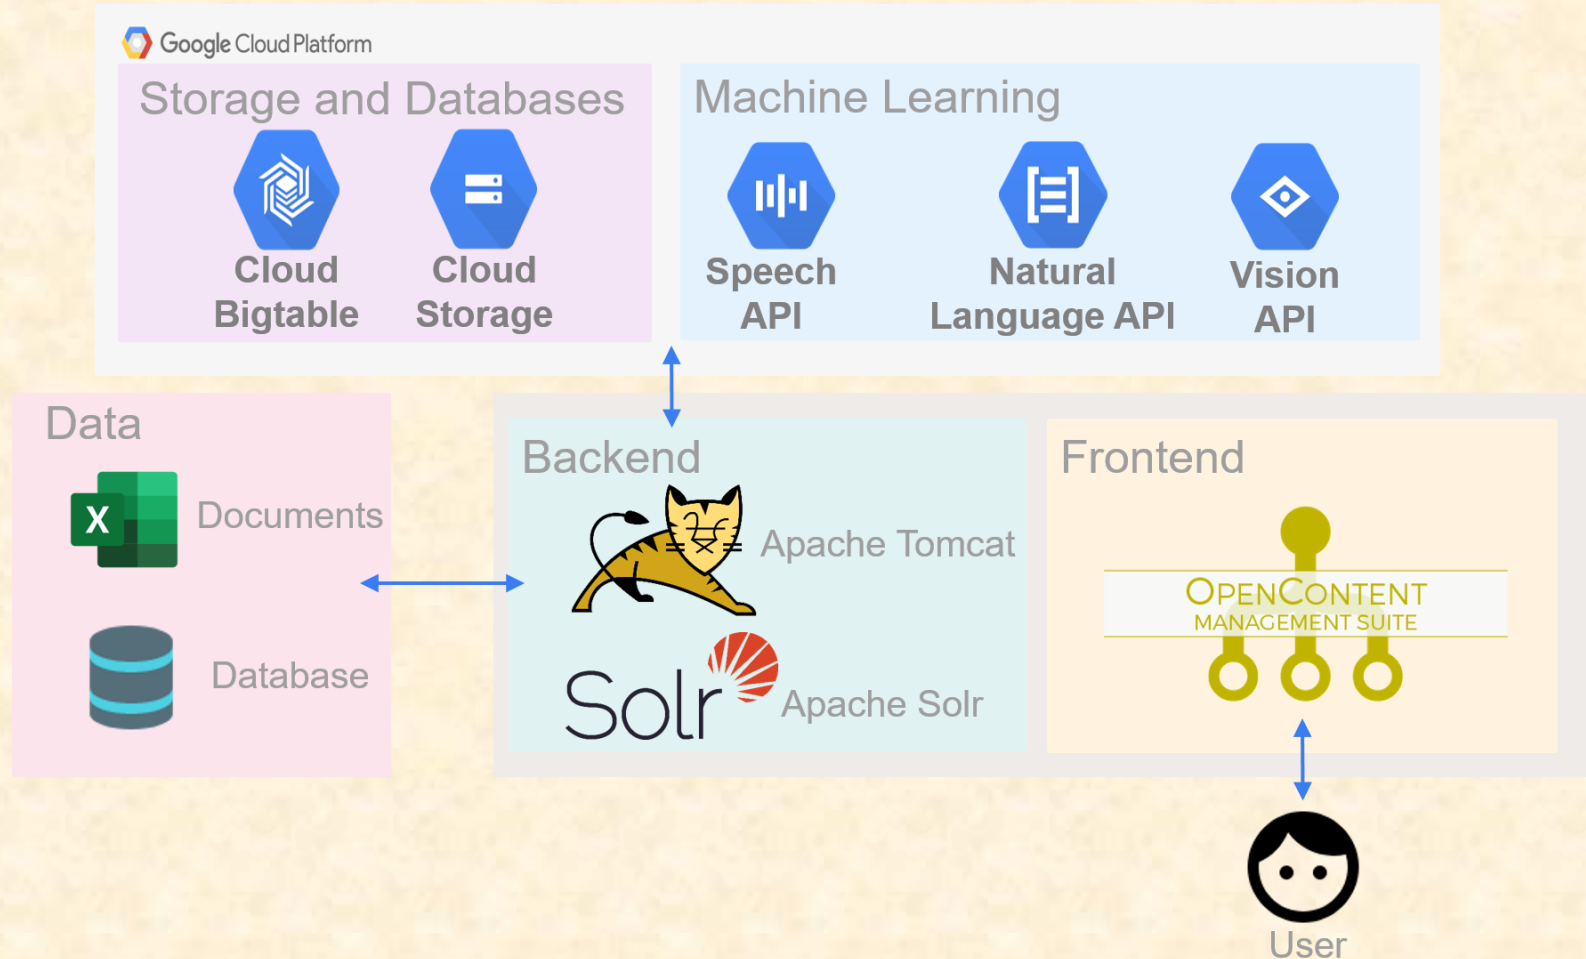 Google Cloud Platform
Storage and Databases
Cloud
Bigtable
Cloud
Storage
Machine Learning
Speech
API
Natural
Language API
Vision
API
Data
X
Documents
Database
Backend
Apache Tomcat
Solr
Apache Solr
Frontend
OPENCONTENT
MANAGEMENT SUITE
User